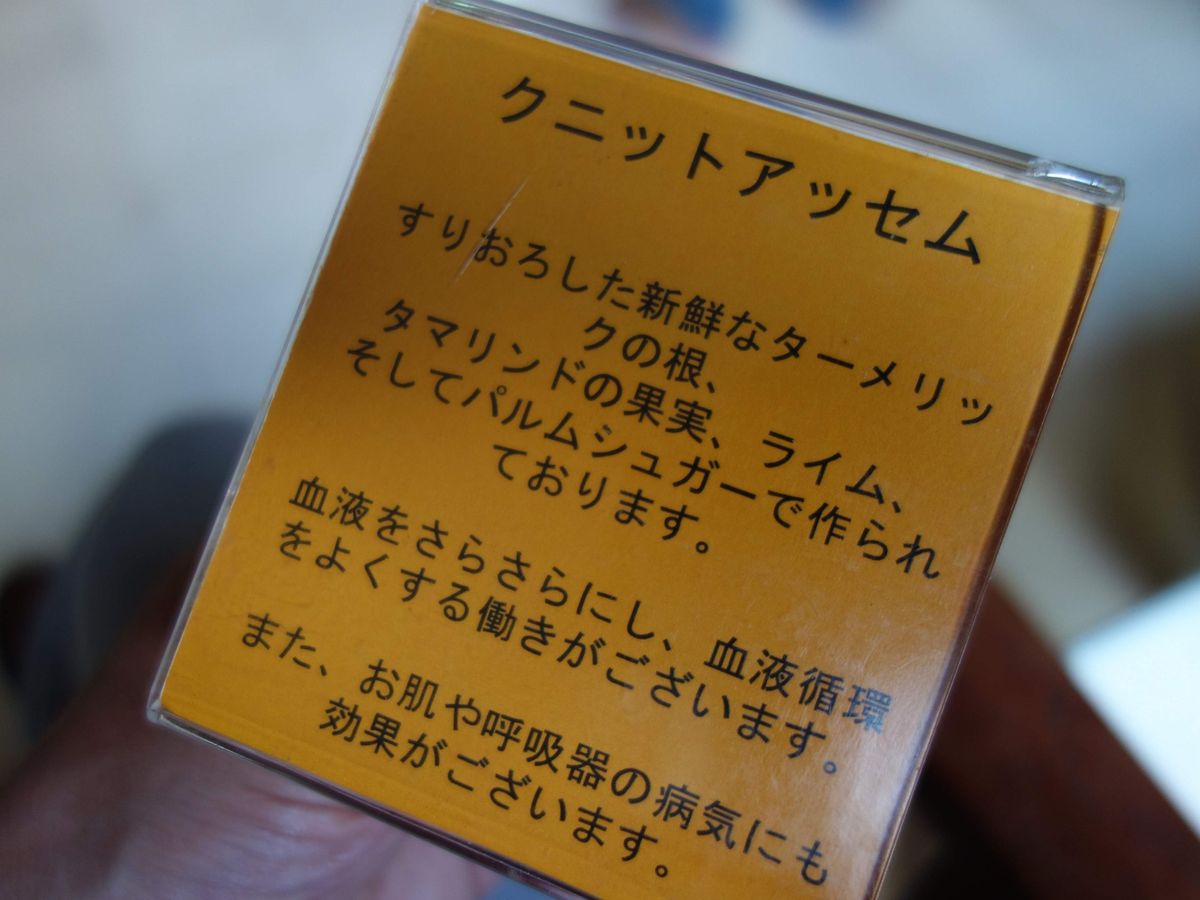 クニットアッセム
すりおろした新鮮なターメリッ
クの根、
タマリンドの果実、ライム、
そしてパルムシュガーで作られ
ております。
血液をさらさらにし、血液循環
をよくする働きがございます。
また、お肌や呼吸器の病気にも
効果がございます。